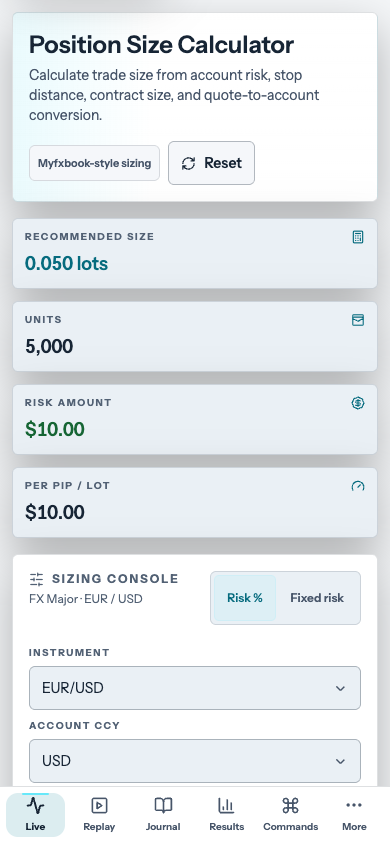 Position Size Calculator
Calculate trade size from account risk, stop
distance, contract size, and quote-to-account
conversion.
Myfxbook-style sizing
Reset
RECOMMENDED SIZE
0.050 lots
UNITS
5,000
RISK AMOUNT
$10.00
PER PIP / LOT
$10.00
SIZING CONSOLE
FX Major · EUR / USD
Risk %
Fixed risk
INSTRUMENT
EUR/USD
ACCOUNT CCY
USD
Live
Replay
Journal
Results
Commands
More